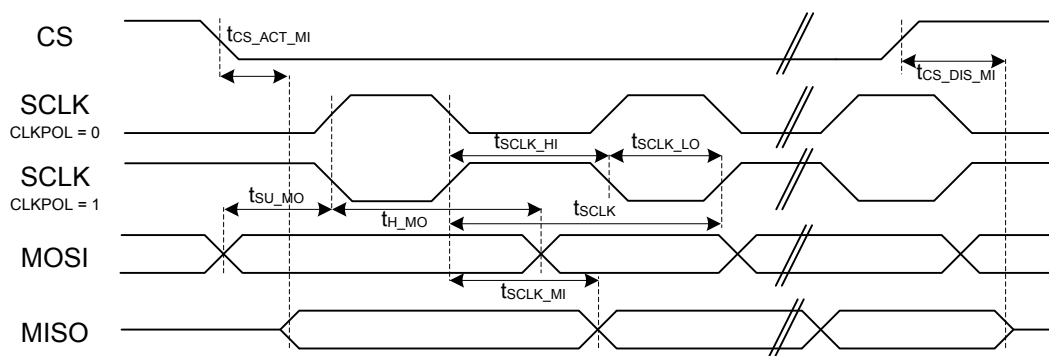 CS
tCS_ACT_MI
tCS_DIS_MI
SCLK
CLKPOL = 0
tSCLK_HI
tSCLK_LO
SCLK
CLKPOL = 1
tSU_MO
tH_MO
tSCLK
MOSI
tSCLK_MI
MISO